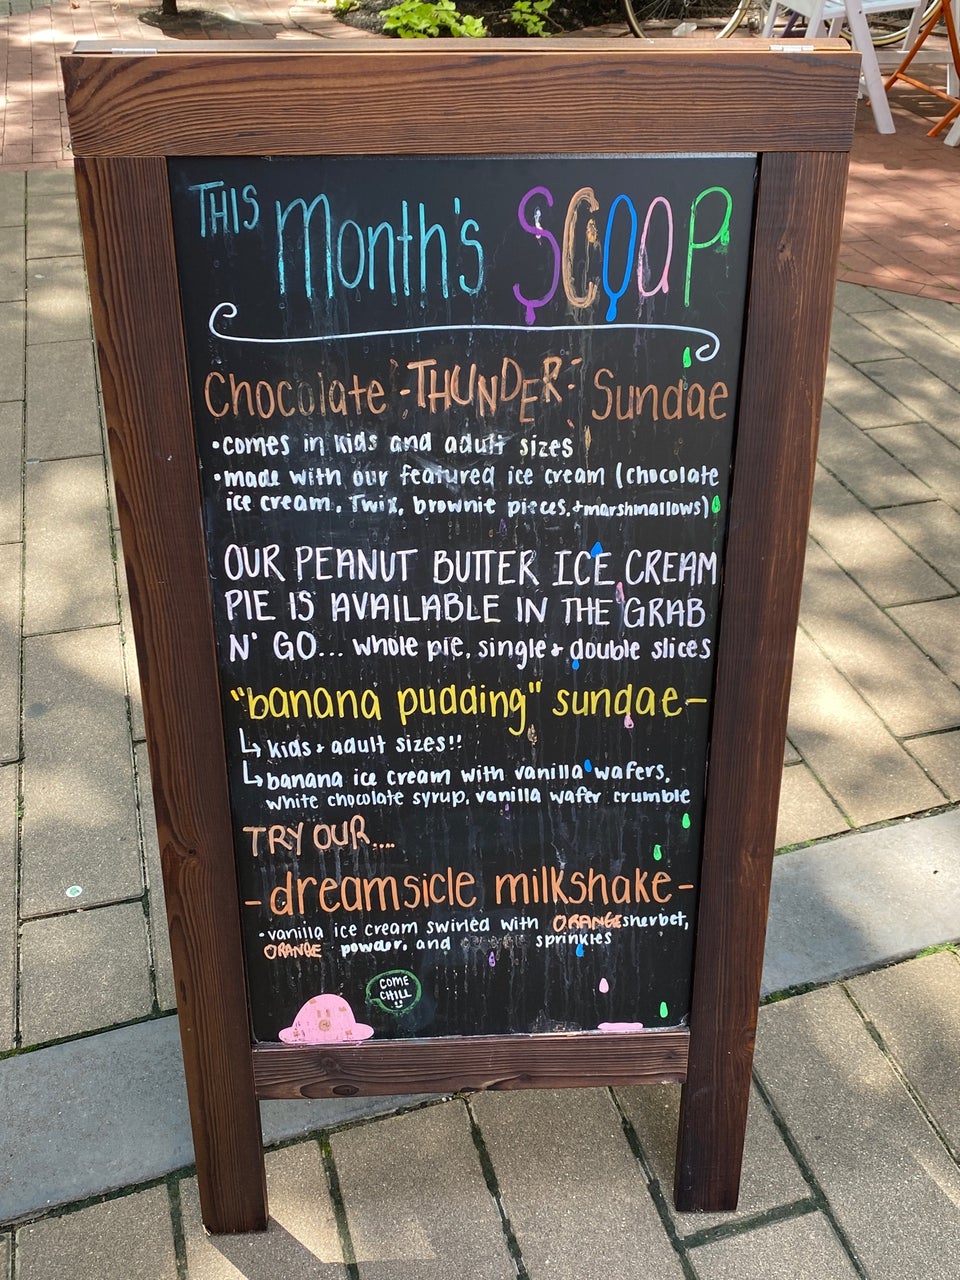 THIS Month's SCOOP
Chocolate THUNDER Sundae
• comes in kids and adult sizes
• made with our featured ice cream (chocolate
ice cream, Twix, brownie pieces, + marshmallows)
OUR PEANUT BUTTER ICE CREAM
PIE IS AVAILABLE IN THE GRAB
N' GO... whole pie, single + double slices
"banana pudding" sundae-
↳ kids + adult sizes!!
↳ banana ice cream with vanilla wafers,
white chocolate syrup, vanilla wafer crumble
TRY OUR....
- dreamsicle milkshake -
• vanilla ice cream swirled with ORANGE sherbet,
ORANGE powder, and sprinkles
COME
CHILL